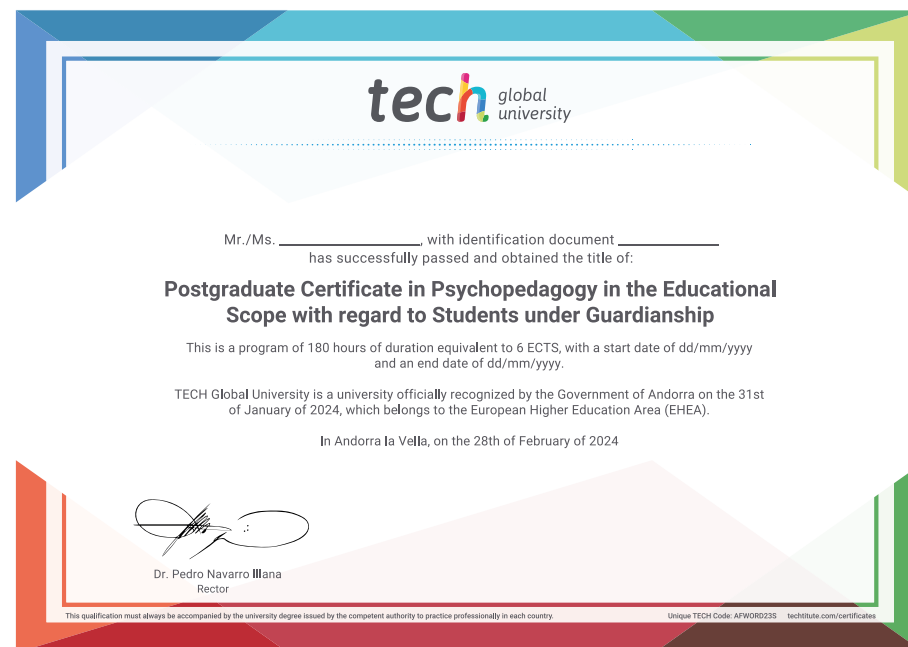 tech global
university
Mr./Ms. ____________, with identification document ____________
has successfully passed and obtained the title of:
Postgraduate Certificate in Psychopedagogy in the Educational
Scope with regard to Students under Guardianship
This is a program of 180 hours of duration equivalent to 6 ECTS, with a start date of dd/mm/yyyy
and an end date of dd/mm/yyyy.
TECH Global University is a university officially recognized by the Government of Andorra on the 31st
of January of 2024, which belongs to the European Higher Education Area (EHEA).
In Andorra la Vella, on the 28th of February of 2024
Dr. Pedro Navarro Illana
Rector
This qualification must always be accompanied by the university degree issued by the competent authority to practice professionally in each country.
Unique TECH Code: AFWORD23S techtitute.com/certificates